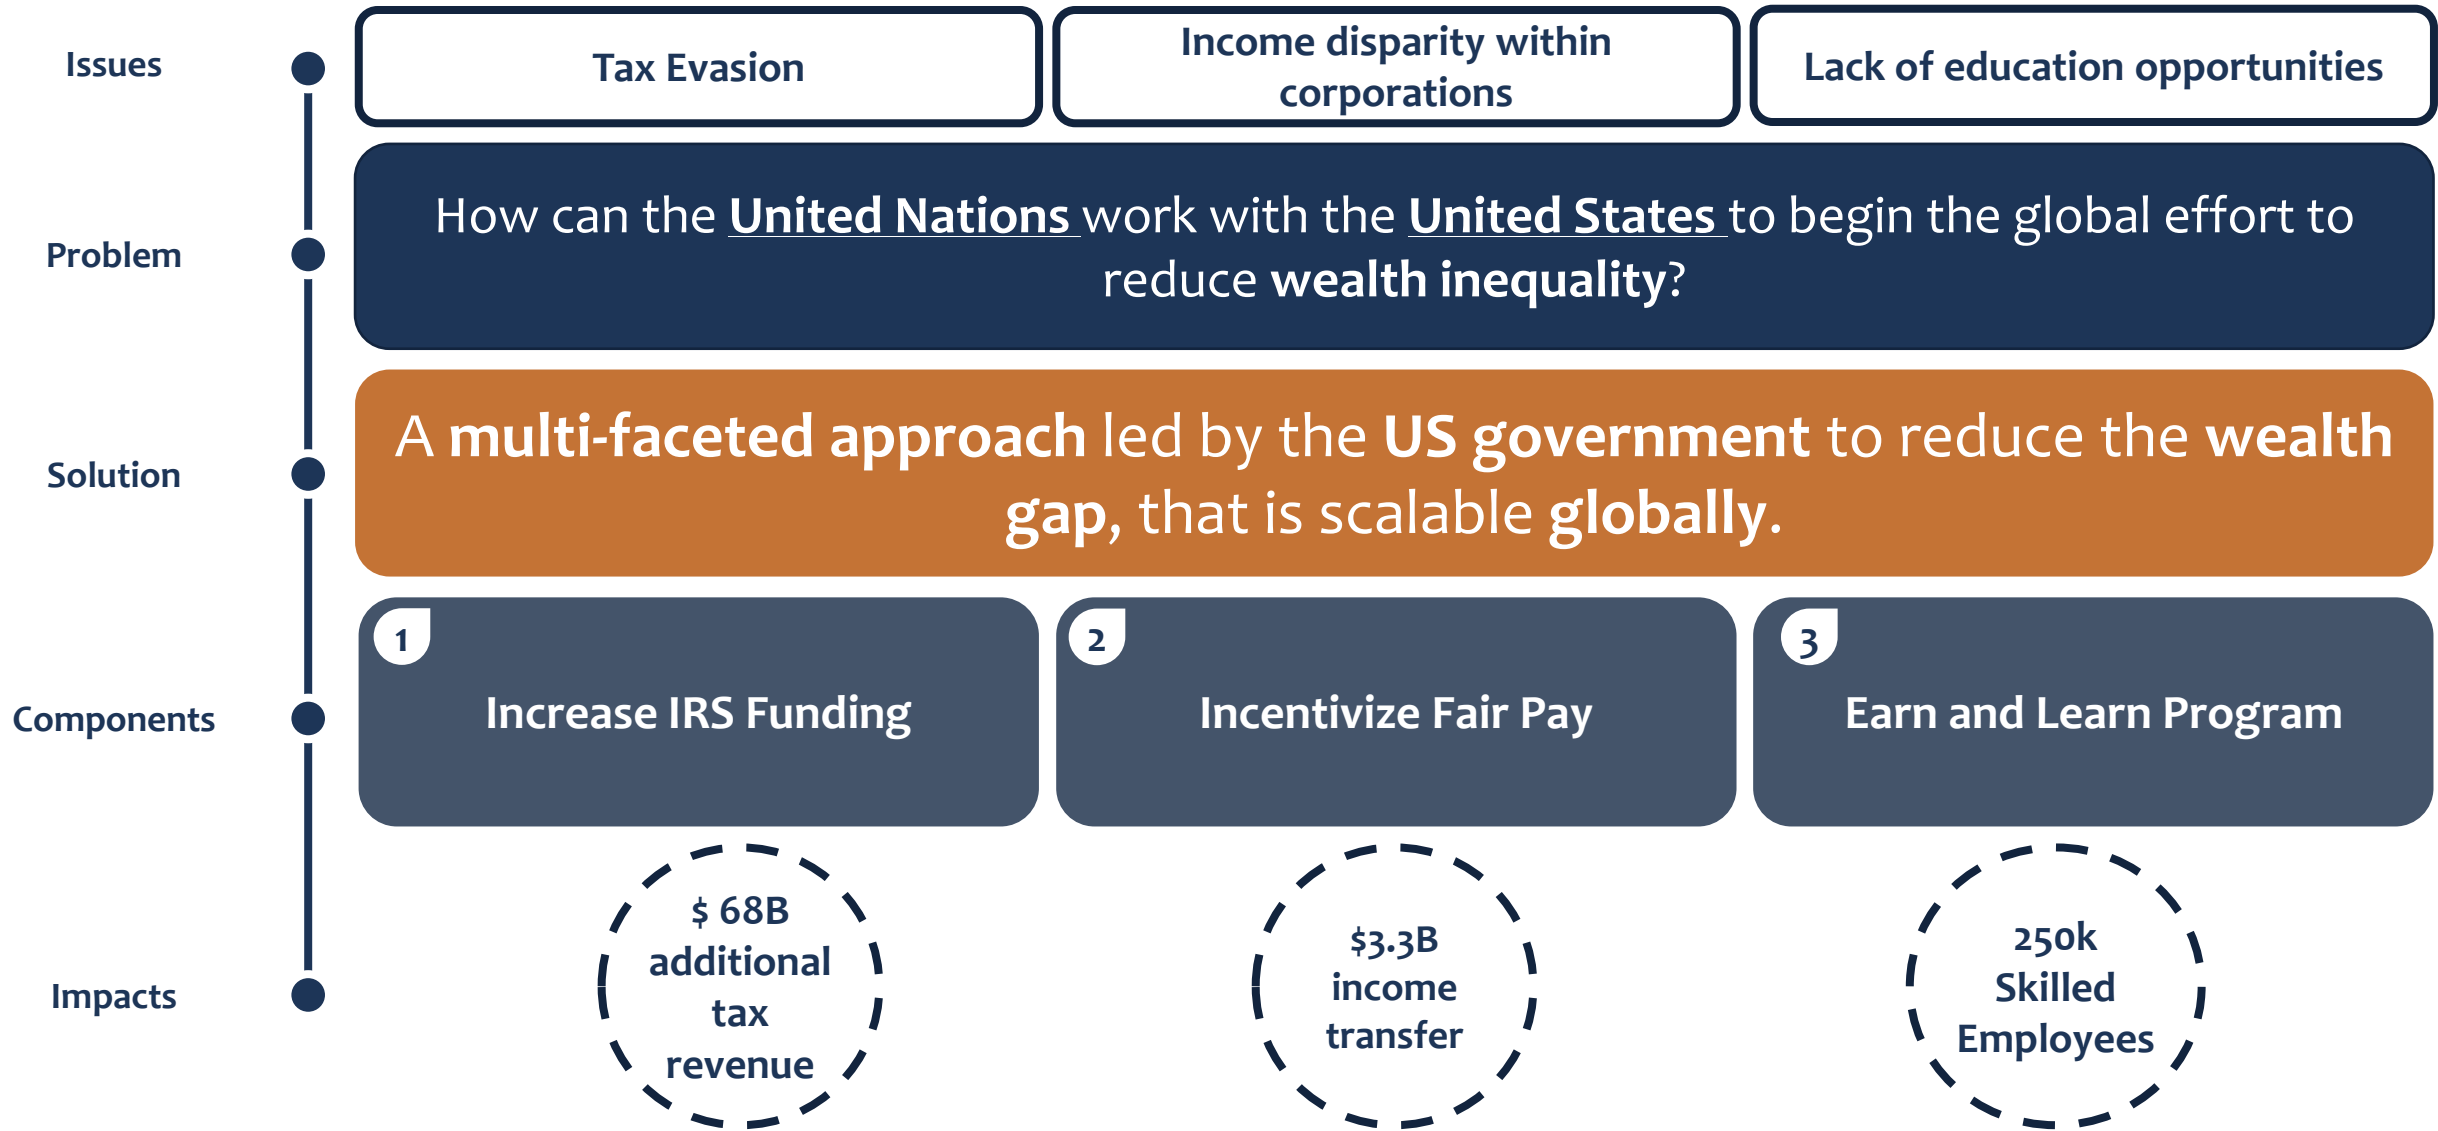 Issues
Tax Evasion
Income disparity within
corporations
Lack of education opportunities
Problem
How can the United Nations work with the United States to begin the global effort to
reduce wealth inequality?
Solution
A multi-faceted approach led by the US government to reduce the wealth
gap, that is scalable globally.
Components
1
Increase IRS Funding
2
Incentivize Fair Pay
3
Earn and Learn Program
Impacts
$ 68B
additional
tax
revenue
$3.3B
income
transfer
250k
Skilled
Employees